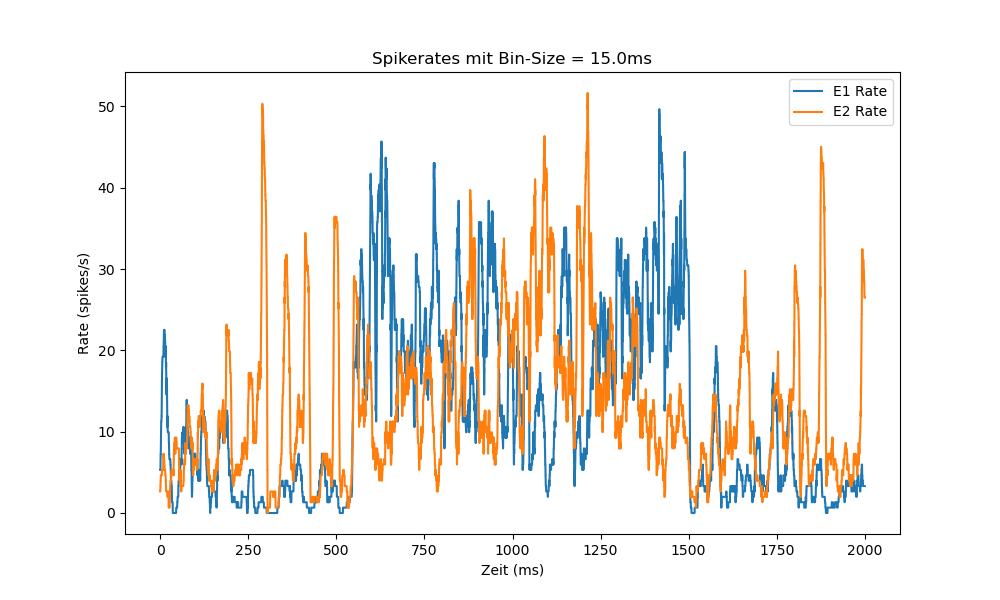 Spikerates mit Bin-Size = 15.0ms
E1 Rate
E2 Rate
Rate (spikes/s)
50
40
30
20
10
0
0 250 500 750 1000 1250 1500 1750 2000
Zeit (ms)